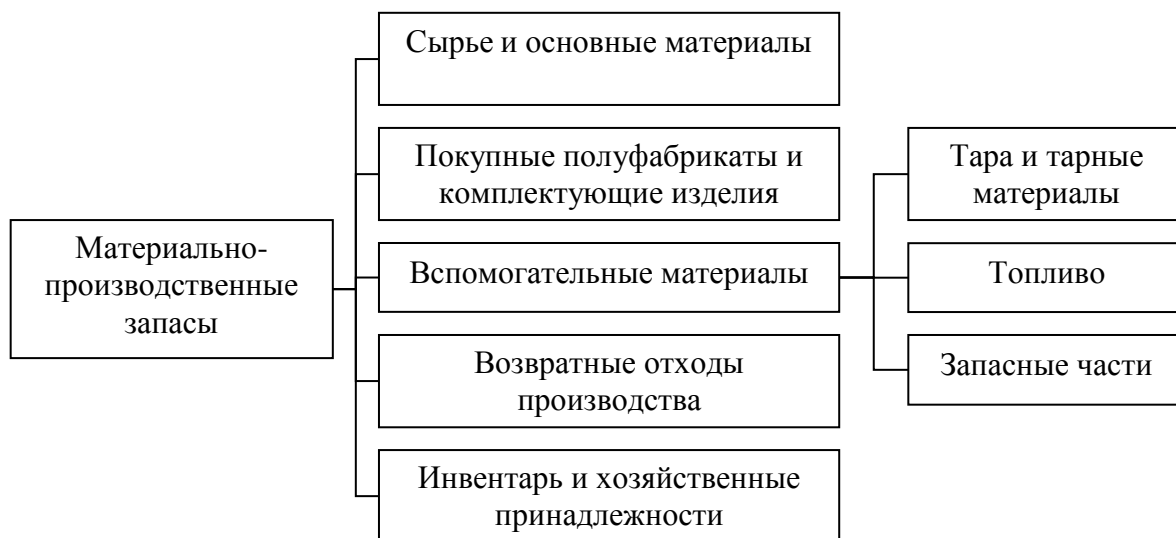 Материально-
производственные
запасы
Сырье и основные материалы
Покупные полуфабрикаты и
комплектующие изделия
Вспомогательные материалы
Возвратные отходы
производства
Инвентарь и хозяйственные
принадлежности
Тара и тарные
материалы
Топливо
Запасные части